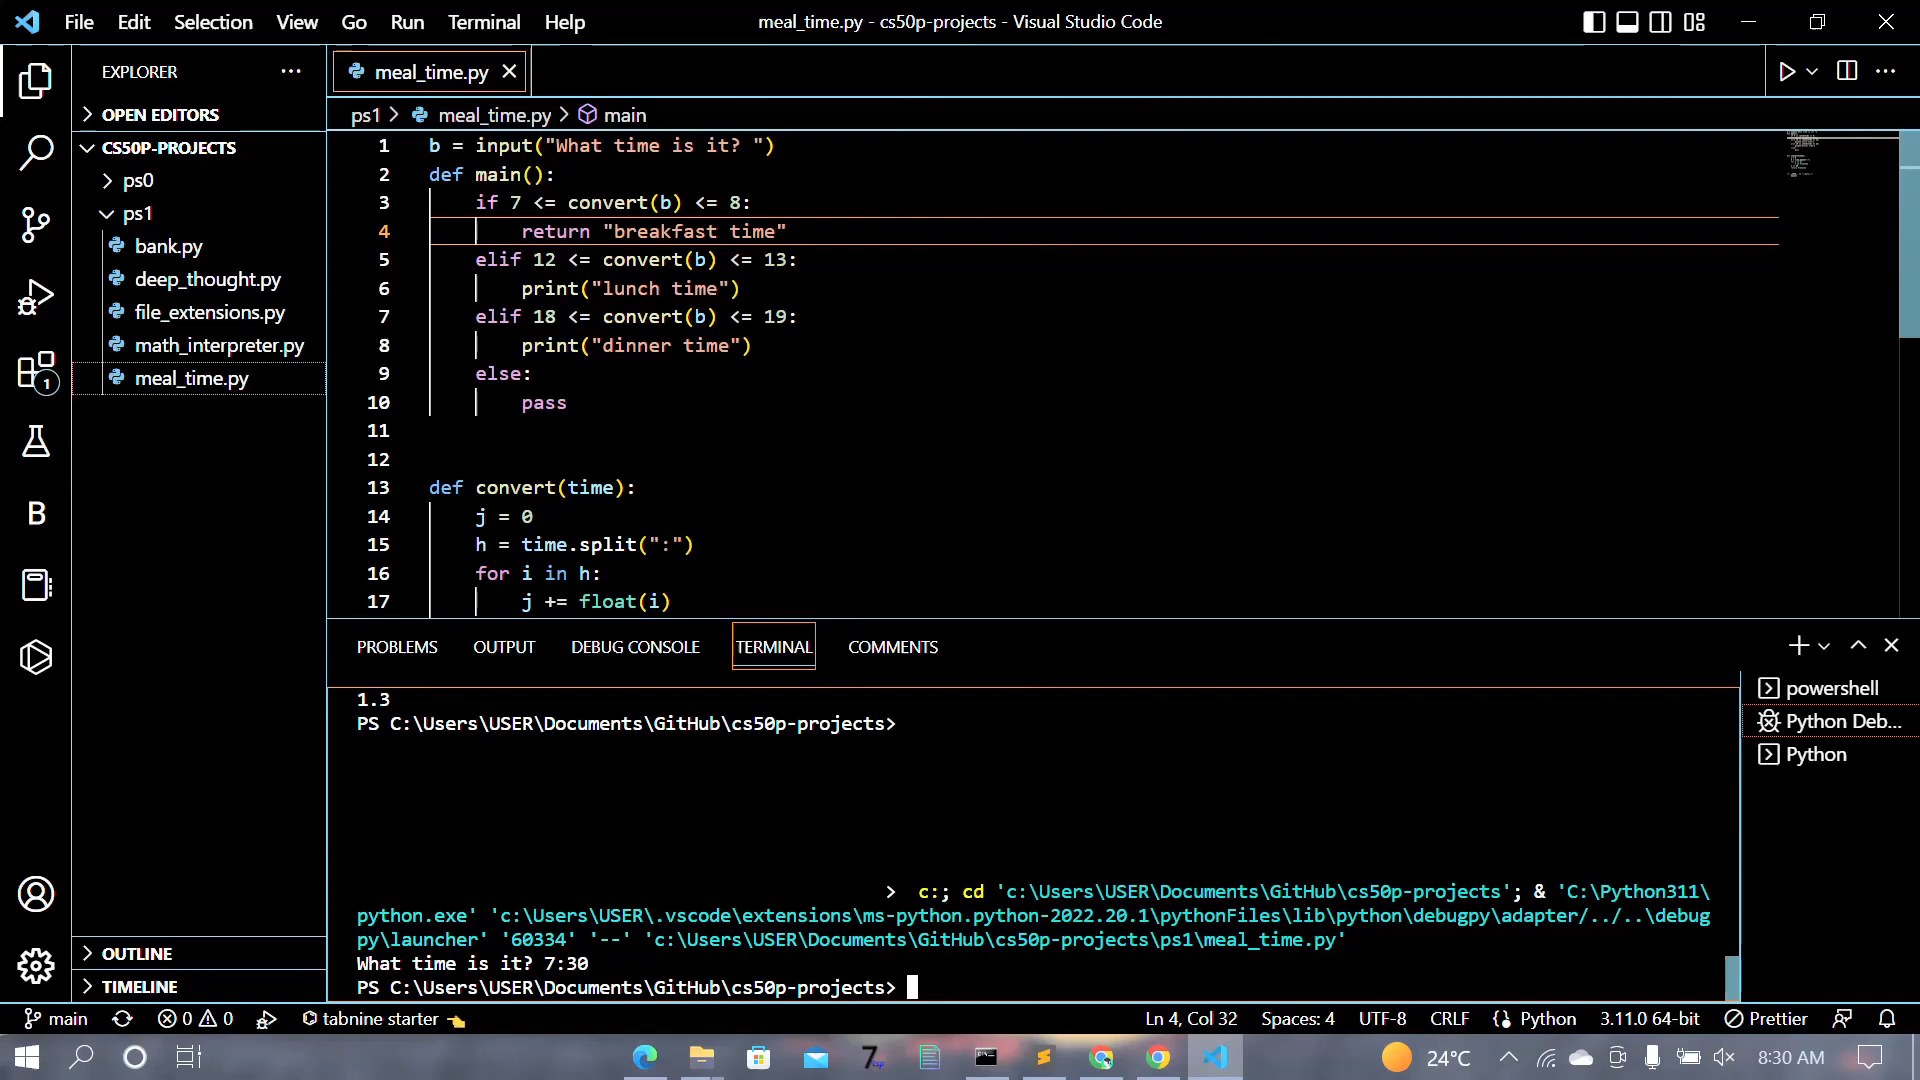 File Edit Selection View Go Run Terminal Help
meal_time.py - cs50p-projects - Visual Studio Code
EXPLORER
OPEN EDITORS
CS50P-PROJECTS
ps0
ps1
bank.py
deep_thought.py
file_extensions.py
math_interpreter.py
meal_time.py
OUTLINE
TIMELINE
1
B
meal_time.py
ps1 > meal_time.py > main
1 b = input("What time is it? ")
2 def main():
3 if 7 <= convert(b) <= 8:
4 return "breakfast time"
5 elif 12 <= convert(b) <= 13:
6 print("lunch time")
7 elif 18 <= convert(b) <= 19:
8 print("dinner time")
9 else:
10 pass
11
12
13 def convert(time):
14 j = 0
15 h = time.split(":")
16 for i in h:
17 j += float(i)
PROBLEMS OUTPUT DEBUG CONSOLE TERMINAL COMMENTS
1.3
PS C:\Users\USER\Documents\GitHub\cs50p-projects>
> c:; cd 'c:\Users\USER\Documents\GitHub\cs50p-projects'; & 'C:\Python311\
python.exe' 'c:\Users\USER\.vscode\extensions\ms-python.python-2022.20.1\pythonFiles\lib\python\debugpy\adapter/../..\debug
py\launcher' '60334' '--' 'c:\Users\USER\Documents\GitHub\cs50p-projects\ps1\meal_time.py'
What time is it? 7:30
PS C:\Users\USER\Documents\GitHub\cs50p-projects>
powershell
Python Deb...
Python
main 0 0 tabnine starter Ln 4, Col 32 Spaces: 4 UTF-8 CRLF Python 3.11.0 64-bit Prettier
24°C 8:30 AM